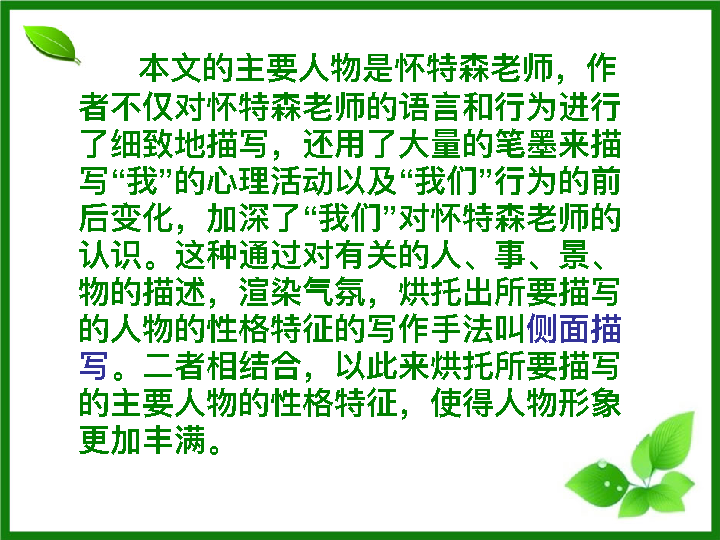 本文的主要人物是怀特森老师，作
者不仅对怀特森老师的语言和行为进行
了细致地描写，还用了大量的笔墨来描
写“我”的心理活动以及“我们”行为的前
后变化，加深了“我们”对怀特森老师的
认识。这种通过对有关的人、事、景、
物的描述，渲染气氛，烘托出所要描写
的人物的性格特征的写作手法叫侧面描
写。二者相结合，以此来烘托所要描写
的主要人物的性格特征，使得人物形象
更加丰满。